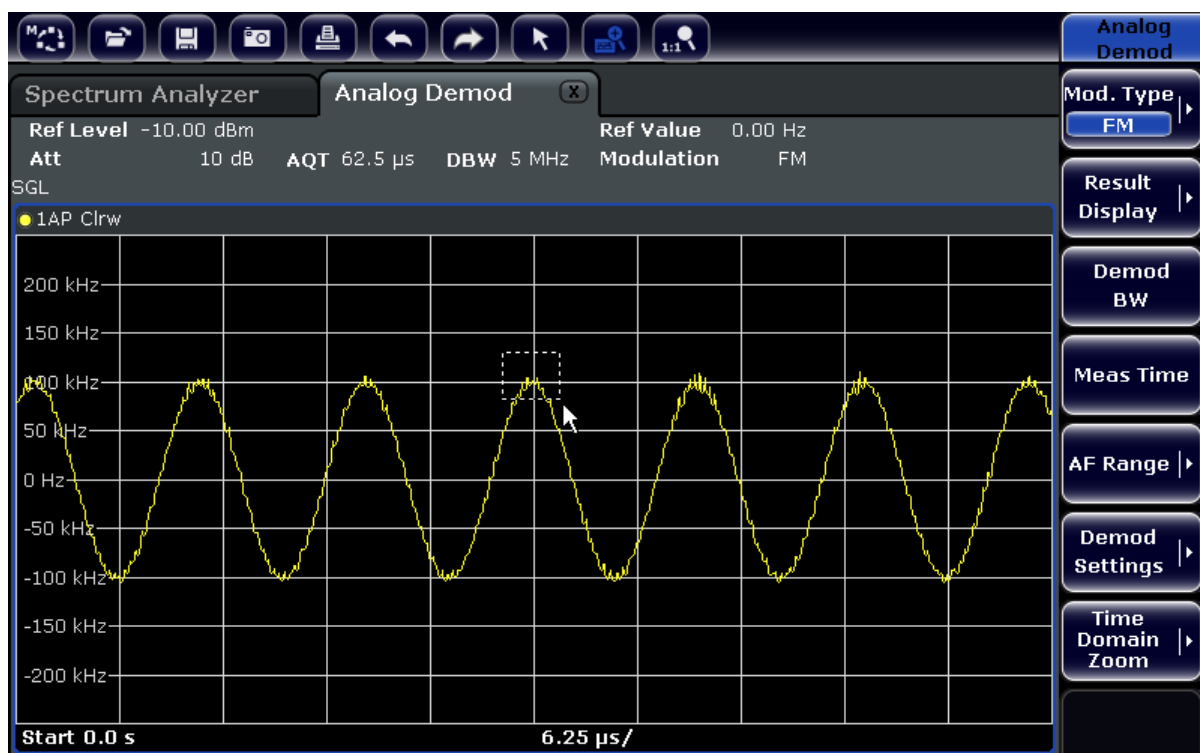 M
1:1
Analog
Demod
Spectrum Analyzer
Analog Demod
X
Ref Level -10.00 dBm
Ref Value 0.00 Hz
Att 10 dB AQT 62.5 µs DBW 5 MHz Modulation FM
SGL
1AP Clrw
200 kHz
150 kHz
100 kHz
50 kHz
0 Hz
-50 kHz
-100 kHz
-150 kHz
-200 kHz
Start 0.0 s
6.25 µs/
Mod. Type
FM
Result
Display
Demod
BW
Meas Time
AF Range
Demod
Settings
Time
Domain
Zoom